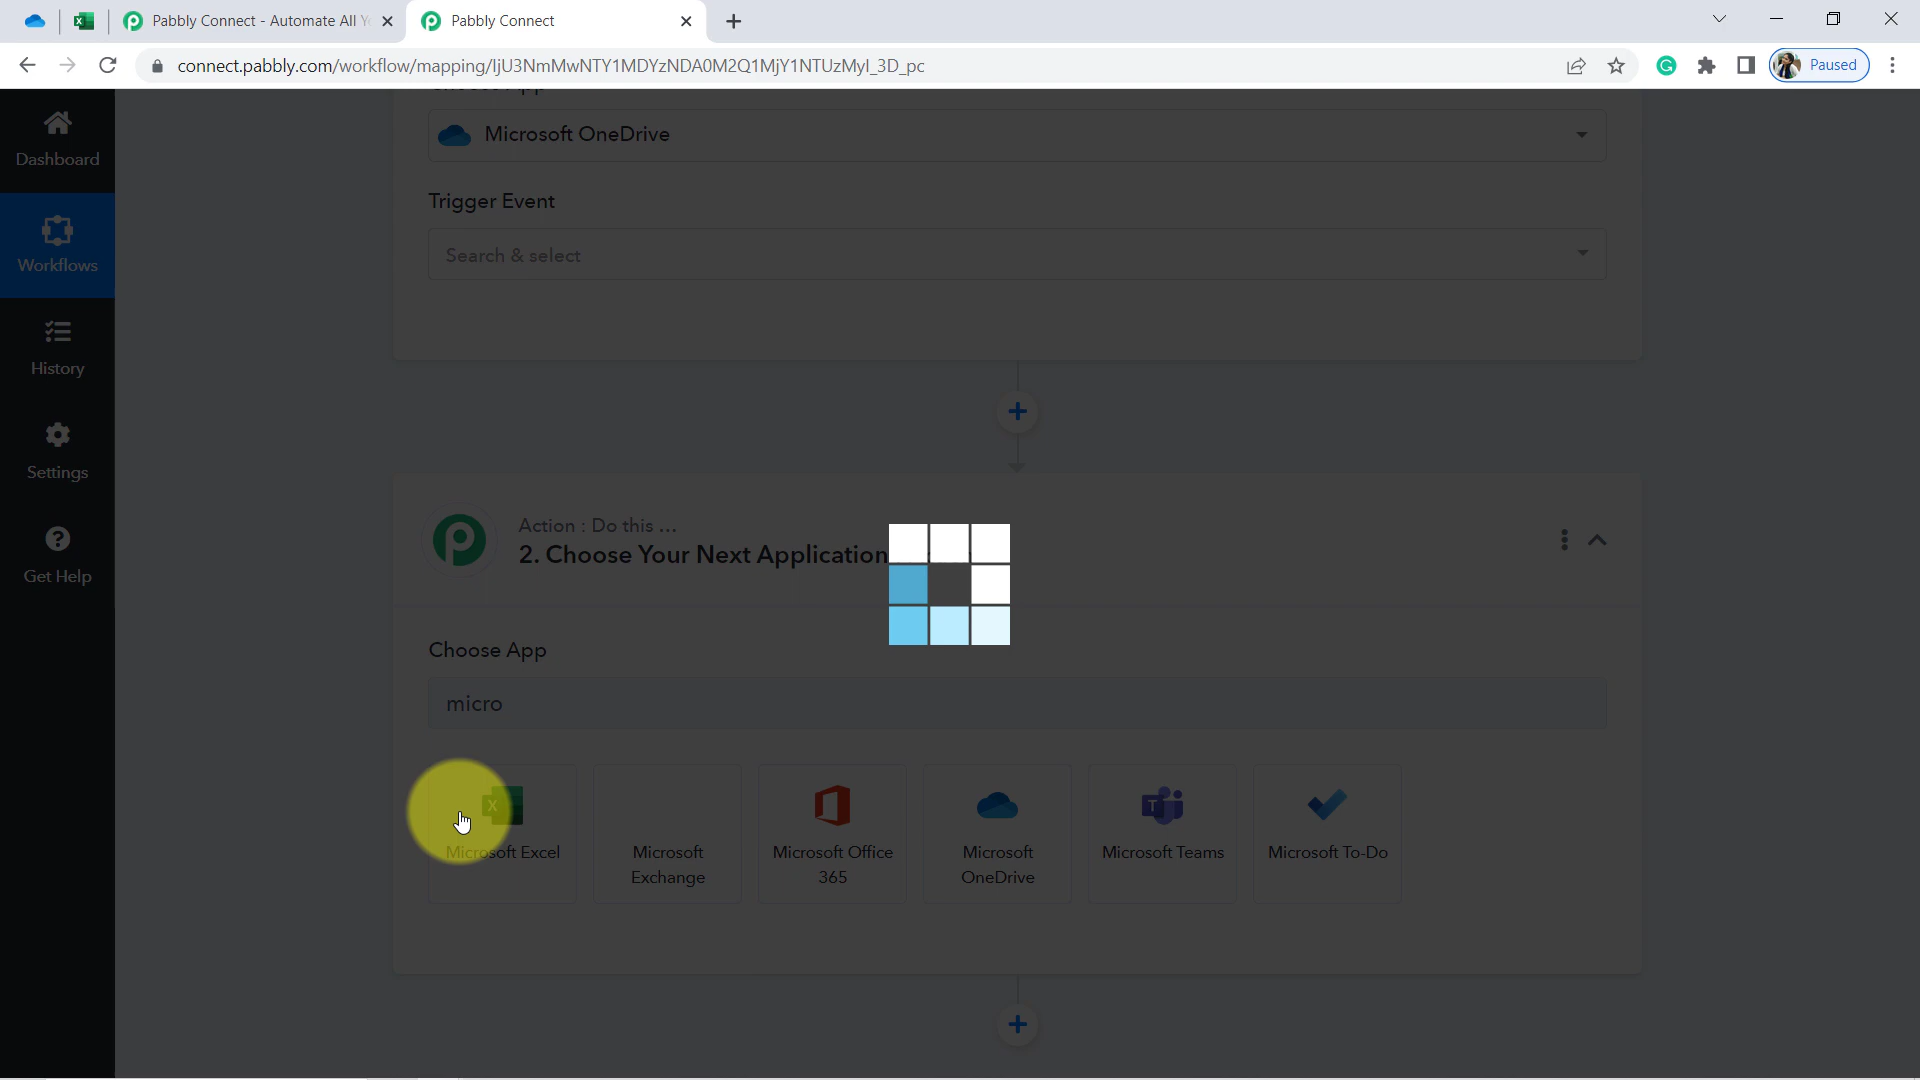 Pabbly Connect - Automate All Y
Pabbly Connect
connect.pabbly.com/workflow/mapping/IjU3NmMwNTY1MDYzNDA0M2Q1MjY1NTUzMyI_3D_pc
Paused
Dashboard
Workflows
History
Settings
Get Help
Microsoft OneDrive
Trigger Event
Search & select
Action : Do this ...
2. Choose Your Next Application
Choose App
micro
Microsoft Excel
Microsoft
Exchange
Microsoft Office
365
Microsoft
OneDrive
Microsoft Teams
Microsoft To-Do